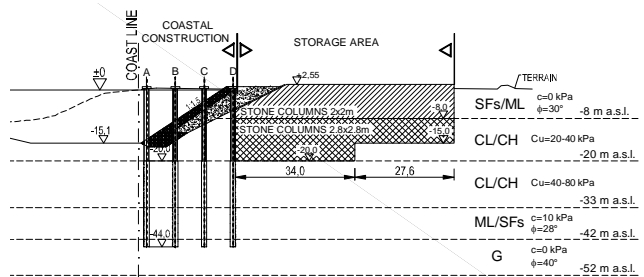 COAST LINE
COASTAL
CONSTRUCTION
STORAGE AREA
±0
A B C D
+2,55
TERRAIN
SFs/ML
c=0 kPa
ϕ=30°
-8 m a.s.l.
STONE COLUMNS 2x2m
-8,0
STONE COLUMNS 2.8x2.8m
-15,0
-15,1
CL/CH
Cu=20-40 kPa
-20,0
-20,0
-20 m a.s.l.
34,0
27,6
CL/CH
Cu=40-80 kPa
-33 m a.s.l.
ML/SFs
c=10 kPa
ϕ=28°
-44,0
-42 m a.s.l.
G
c=0 kPa
ϕ=40°
-52 m a.s.l.